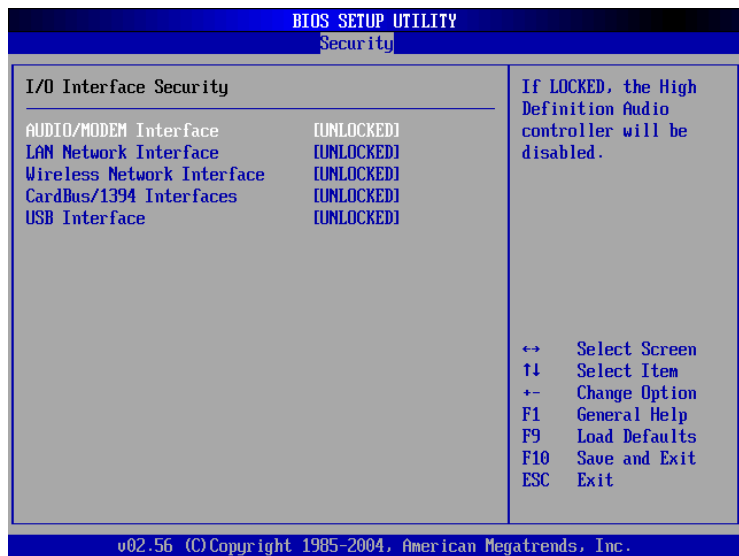 BIOS SETUP UTILITY
Security
I/O Interface Security
AUDIO/MODEM Interface [UNLOCKED]
LAN Network Interface [UNLOCKED]
Wireless Network Interface [UNLOCKED]
CardBus/1394 Interfaces [UNLOCKED]
USB Interface [UNLOCKED]
If LOCKED, the High
Definition Audio
controller will be
disabled.
↔ Select Screen
↑↓ Select Item
+- Change Option
F1 General Help
F9 Load Defaults
F10 Save and Exit
ESC Exit
v02.56 (C)Copyright 1985-2004, American Megatrends, Inc.